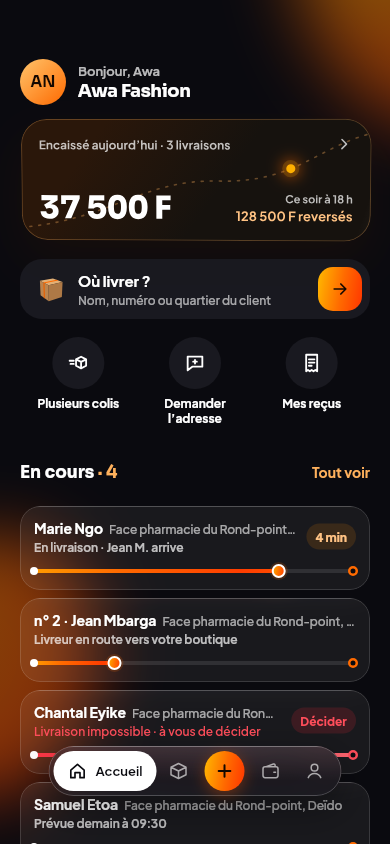 AN
Bonjour, Awa
Awa Fashion
Encaissé aujourd'hui · 3 livraisons
37 500 F
Ce soir à 18 h
128 500 F reversés
Où livrer ?
Nom, numéro ou quartier du client
Plusieurs colis
Demander
l'adresse
Mes reçus
En cours · 4
Tout voir
Marie Ngo Face pharmacie du Rond-point...
4 min
En livraison · Jean M. arrive
n° 2 · Jean Mbarga Face pharmacie du Rond-point, ...
Livreur en route vers votre boutique
Chantal Eyike Face pharmacie du Ron...
Décider
Livraison impossible · à vous de décider
Accueil
Samuel Etoa Face pharmacie du Rond-point, Deïdo
Prévue demain à 09:30